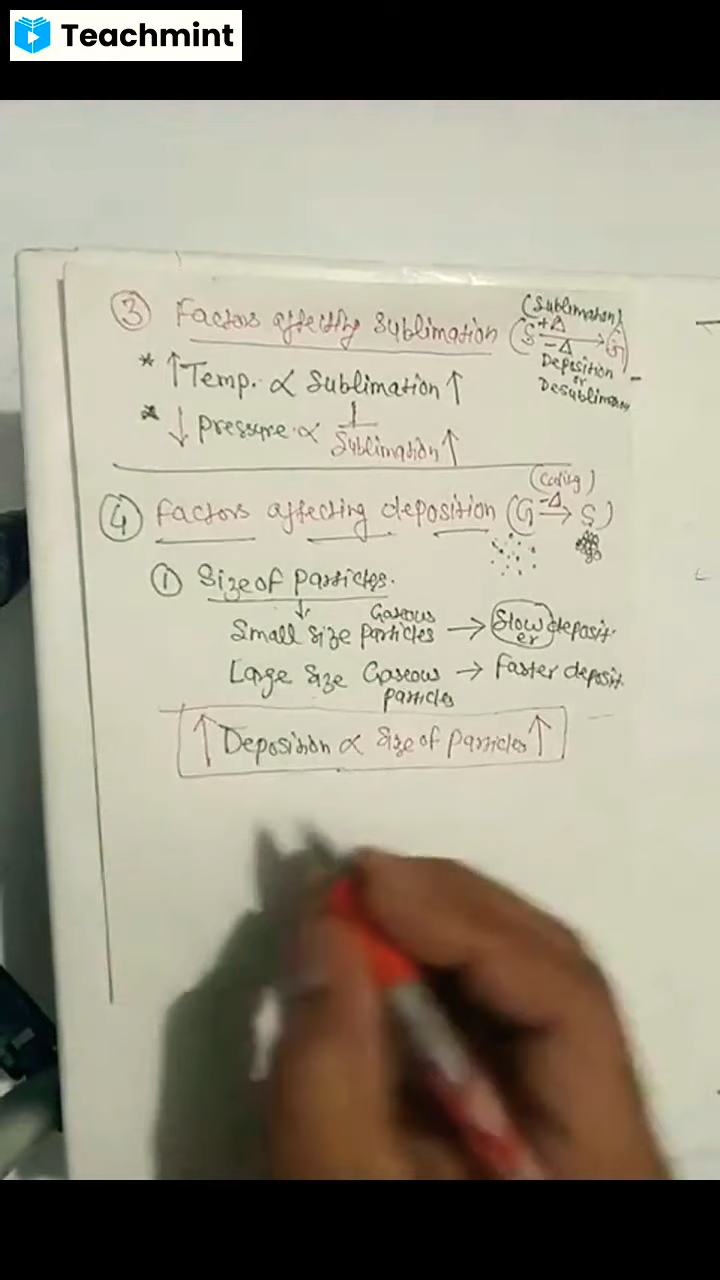 Teachmint
③ Factors affecting sublimation (S +Δ → G)
(Sublimation)
-Δ
Deposition
or
Desublimation
* ↑Temp. ∝ Sublimation ↑
* ↓ Pressure ∝ 1/Sublimation ↑
④ Factors affecting deposition (G -Δ → S)
① Size of Particles.
Small size Gaseous particles → Slower deposit.
Large Size Gaseous particles → Faster deposit.
↑ Deposition ∝ Size of Particles ↑